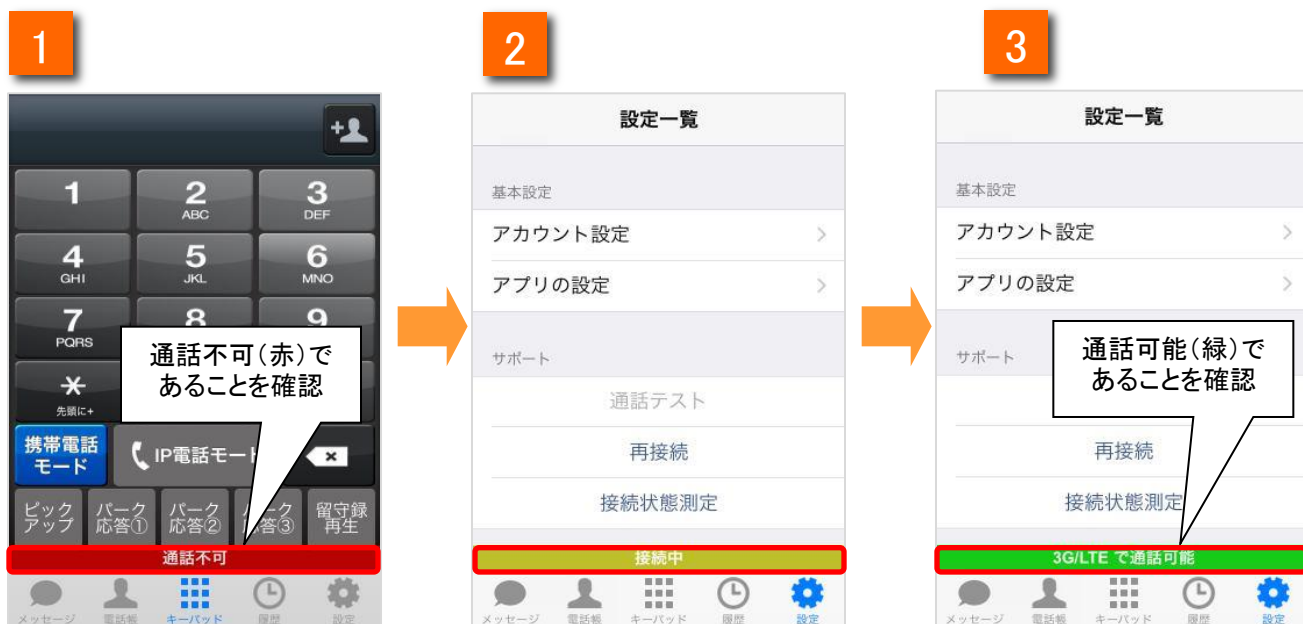 1
1
2
3
ABC
DEF
4
5
6
GHI
JKL
MNO
7
8
9
PQRS
通話不可(赤)で
あることを確認
先頭に+
携帯電話
モード
IP電話モー
ピック
アップ
パーク
応答①
パーク
応答②
ーク
答③
留守録
再生
通話不可
メッセージ
電話帳
キーパッド
履歴
設定
2
設定一覧
基本設定
アカウント設定
アプリの設定
サポート
通話テスト
再接続
接続状態測定
接続中
メッセージ
電話帳
キーパッド
履歴
設定
3
設定一覧
基本設定
アカウント設定
アプリの設定
サポート
通話可能(緑)で
あることを確認
再接続
接続状態測定
3G/LTE で通話可能
メッセージ
電話帳
キーパッド
履歴
設定